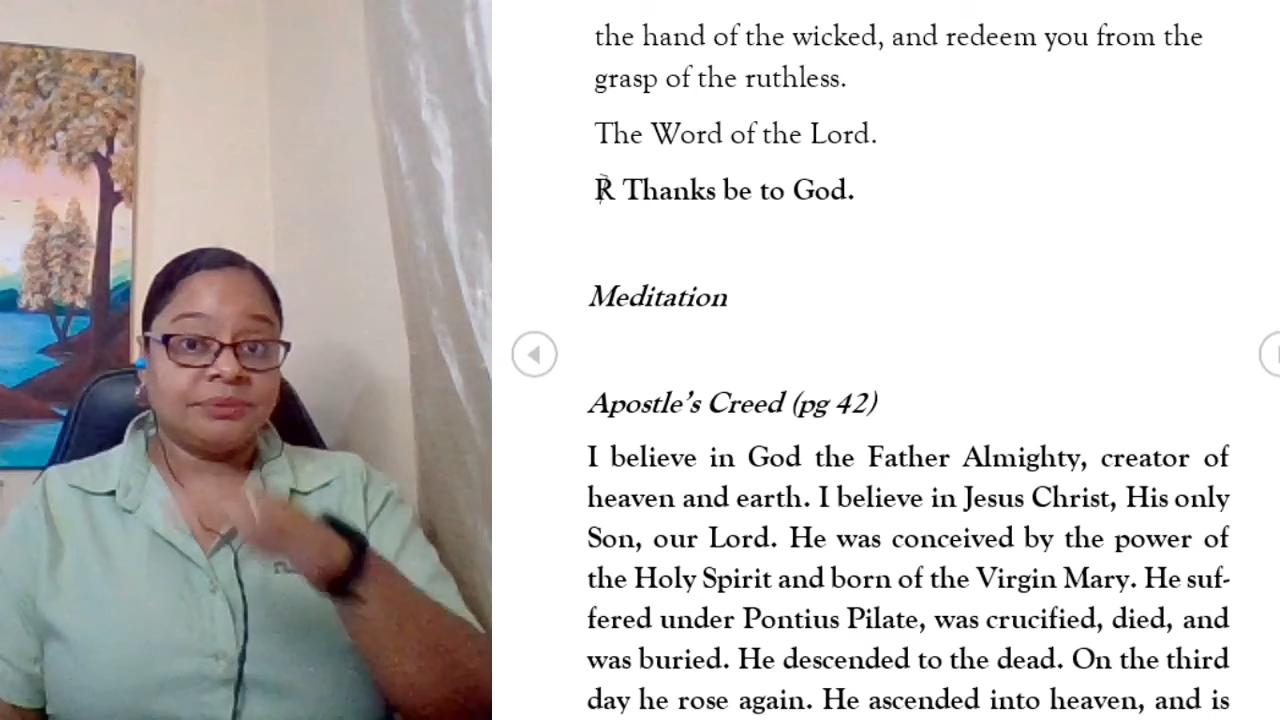 the hand of the wicked, and redeem you from the
grasp of the ruthless.
The Word of the Lord.
℟ Thanks be to God.
Meditation
Apostle’s Creed (pg 42)
I believe in God the Father Almighty, creator of
heaven and earth. I believe in Jesus Christ, His only
Son, our Lord. He was conceived by the power of
the Holy Spirit and born of the Virgin Mary. He suf-
fered under Pontius Pilate, was crucified, died, and
was buried. He descended to the dead. On the third
day he rose again. He ascended into heaven, and is